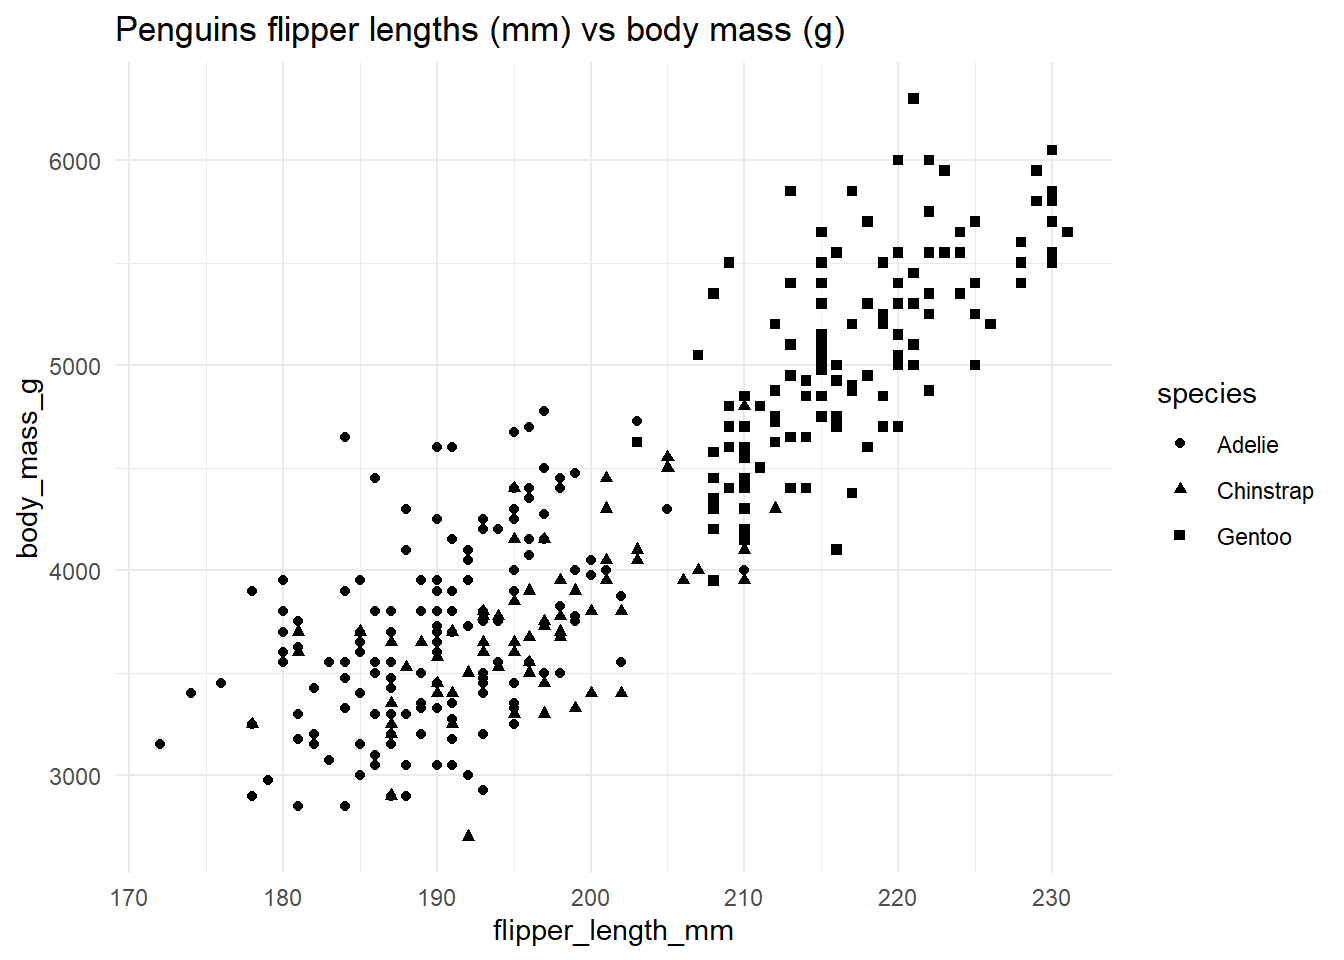 Penguins flipper lengths (mm) vs body mass (g)
6000
5000
4000
3000
body_mass_g
170 180 190 200 210 220 230
flipper_length_mm
species
Adelie
Chinstrap
Gentoo